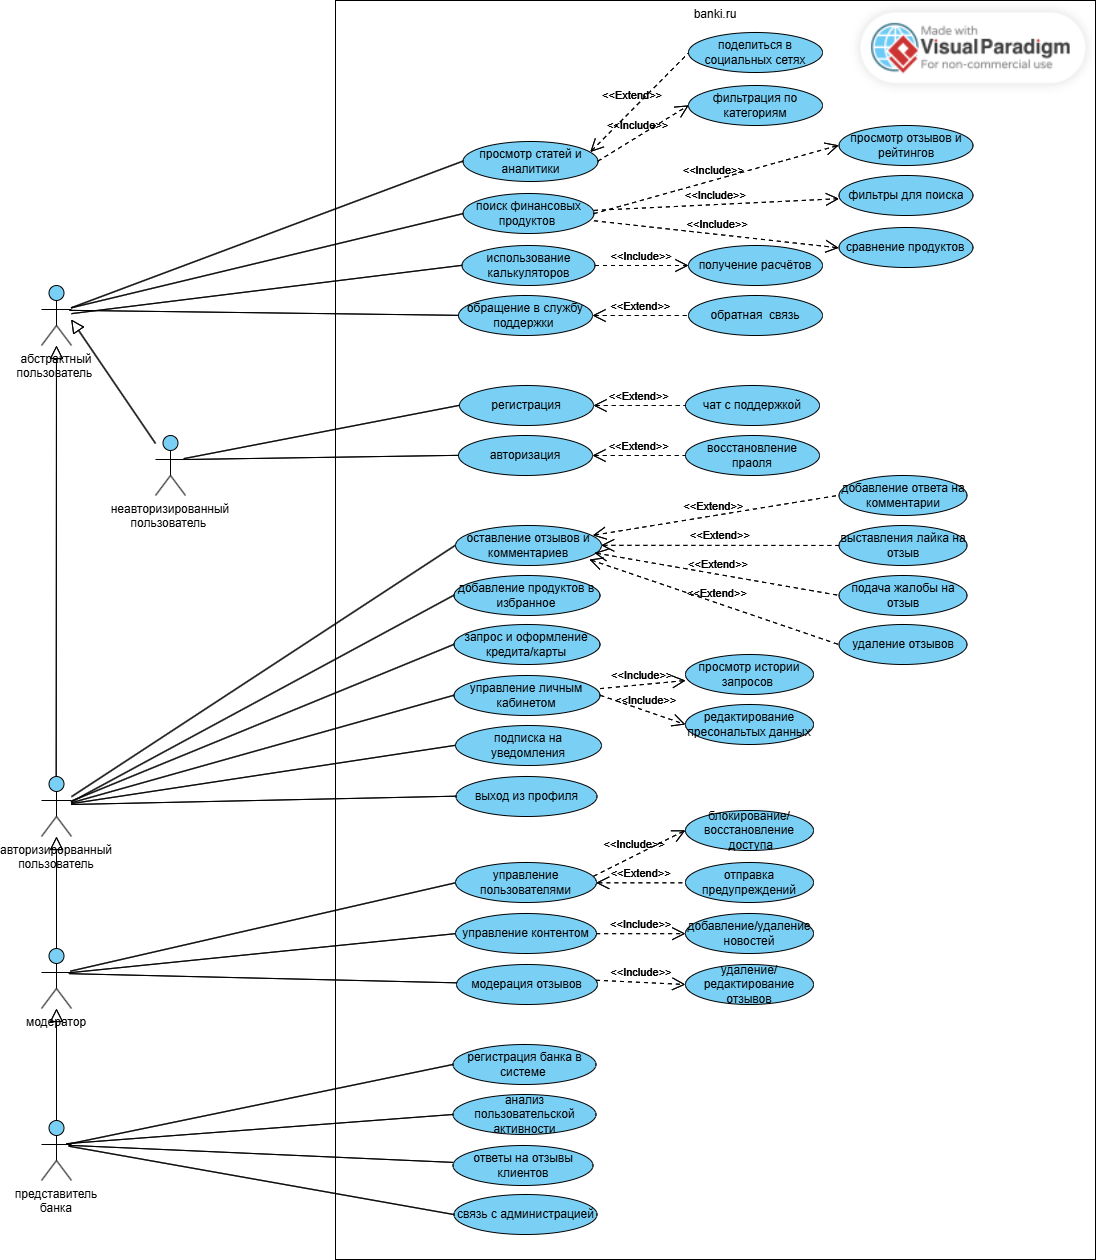 banki.ru
Made with
VisualParadigm
For non-commercial use
поделиться в
социальных сетях
<<Extend>>
фильтрация по
категориям
<<Include>>
просмотр статей и
аналитики
просмотр отзывов и
рейтингов
<<Include>>
поиск финансовых
продуктов
<<Include>>
фильтры для поиска
<<Include>>
сравнение продуктов
использование
калькуляторов
<<Include>>
получение расчётов
обращение в службу
поддержки
<<Extend>>
обратная связь
абстрактный
пользователь
регистрация
<<Extend>>
чат с поддержкой
авторизация
<<Extend>>
восстановление
праоля
неавторизированный
пользователь
добавление ответа на
комментарии
<<Extend>>
оставление отзывов и
комментариев
<<Extend>>
выставления лайка на
отзыв
<<Extend>>
подача жалобы на
отзыв
<<Extend>>
добавление продуктов в
избранное
удаление отзывов
запрос и оформление
кредита/карты
просмотр истории
запросов
<<Include>>
управление личным
кабинетом
<<Include>>
редактирование
пресональтых данных
подписка на
уведомления
выход из профиля
авторизирорванный
пользователь
блокирование/
восстановление
доступа
<<Include>>
управление
пользователями
<<Extend>>
отправка
предупреждений
управление контентом
<<Include>>
добавление/удаление
новостей
модерация отзывов
<<Include>>
удаление/
редактирование
отзывов
модератор
регистрация банка в
системе
анализ
пользовательской
активности
ответы на отзывы
клиентов
связь с администрацией
представитель
банка